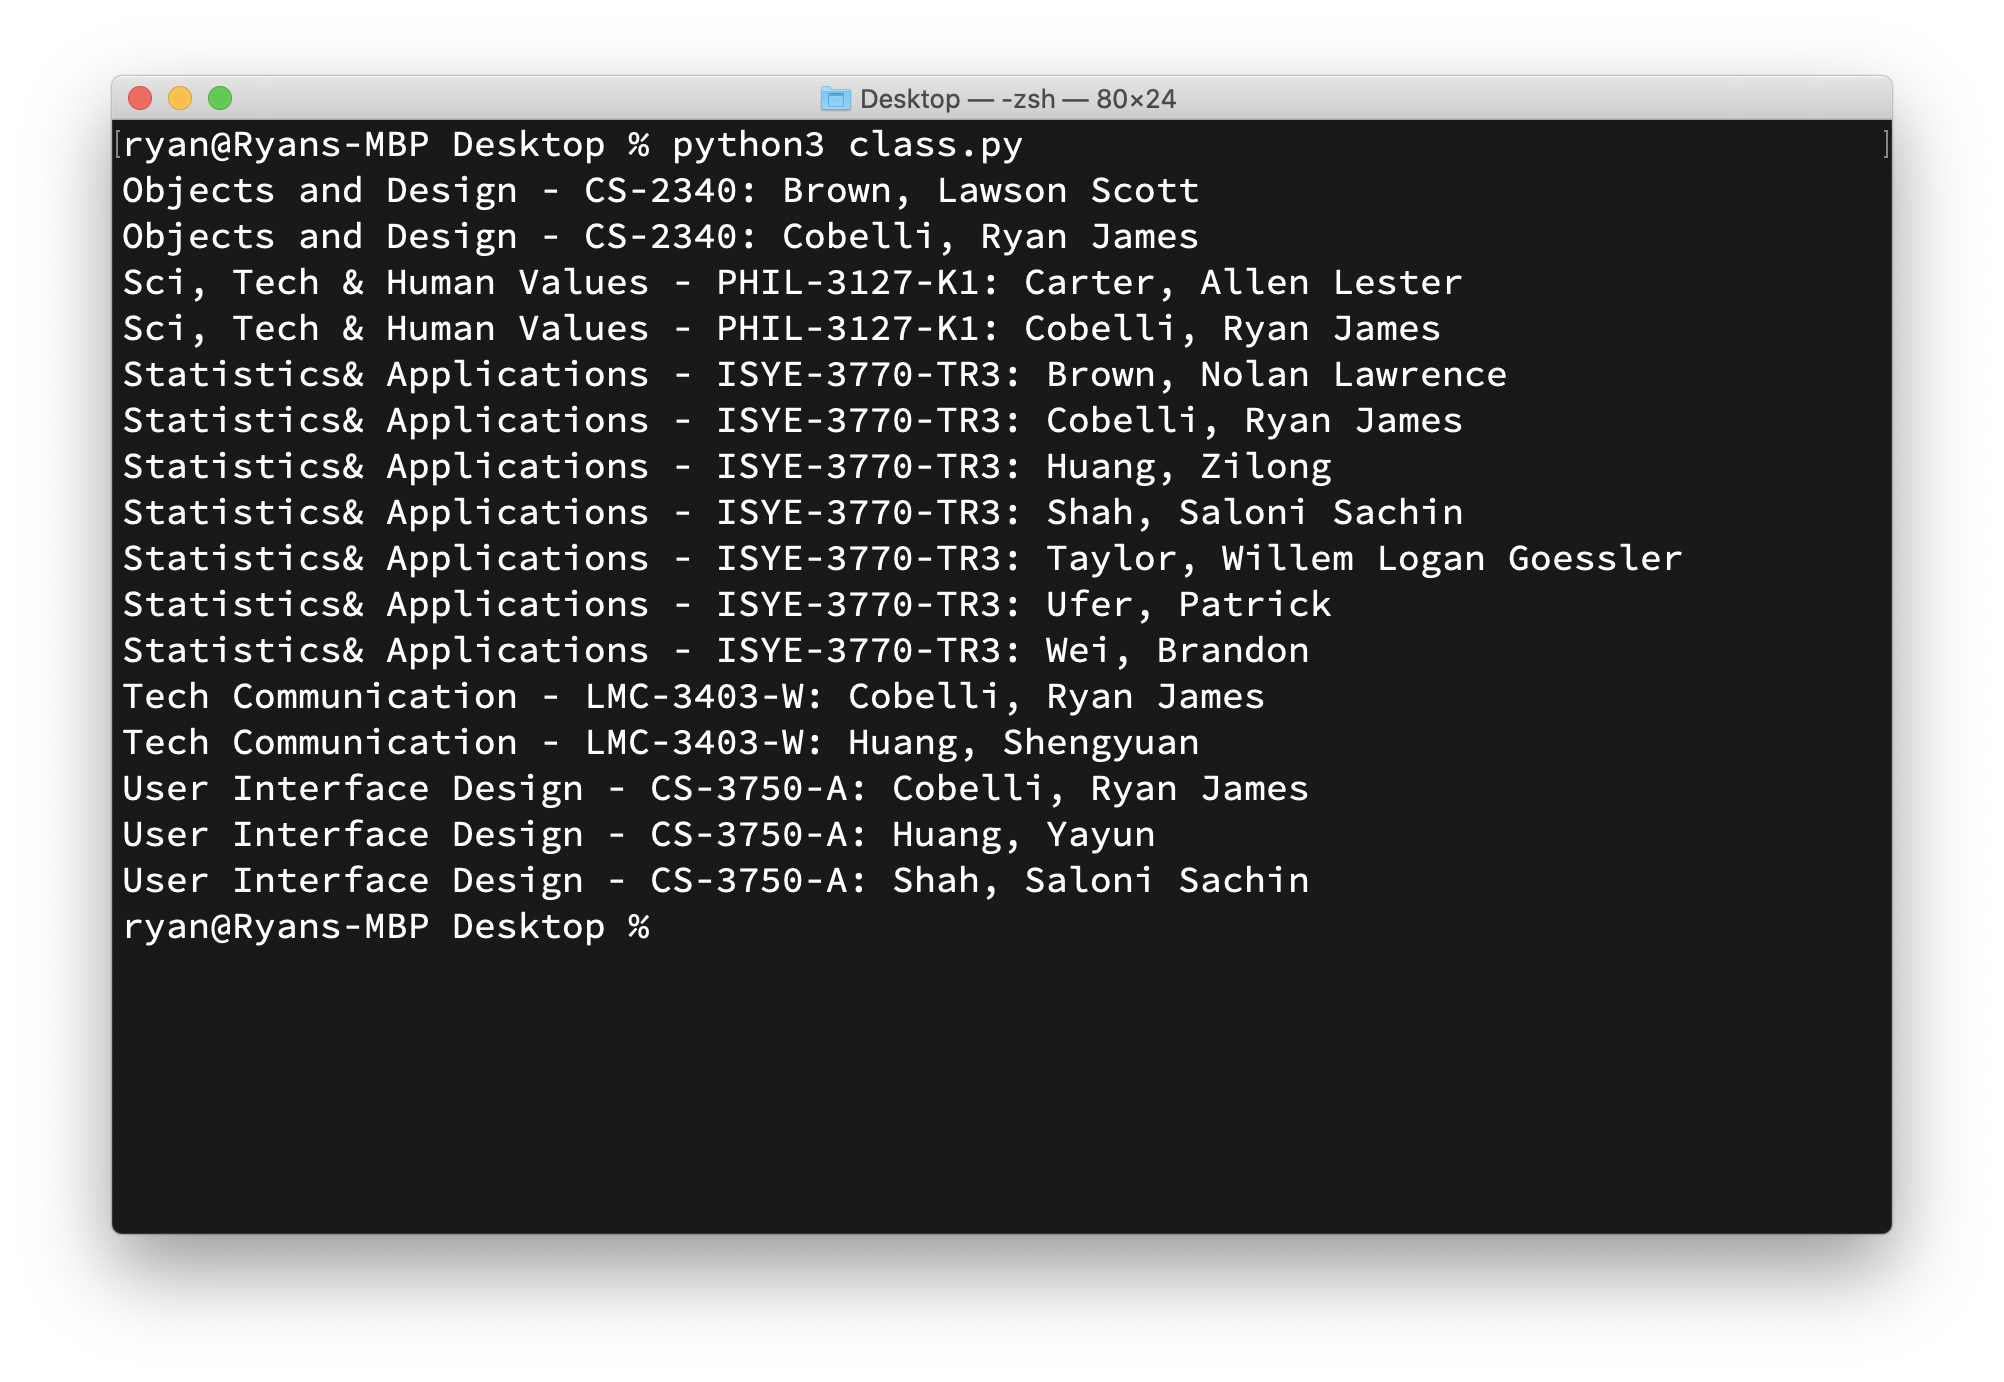 Desktop — -zsh — 80×24
[ryan@Ryans-MBP Desktop % python3 class.py ]
Objects and Design - CS-2340: Brown, Lawson Scott
Objects and Design - CS-2340: Cobelli, Ryan James
Sci, Tech & Human Values - PHIL-3127-K1: Carter, Allen Lester
Sci, Tech & Human Values - PHIL-3127-K1: Cobelli, Ryan James
Statistics& Applications - ISYE-3770-TR3: Brown, Nolan Lawrence
Statistics& Applications - ISYE-3770-TR3: Cobelli, Ryan James
Statistics& Applications - ISYE-3770-TR3: Huang, Zilong
Statistics& Applications - ISYE-3770-TR3: Shah, Saloni Sachin
Statistics& Applications - ISYE-3770-TR3: Taylor, Willem Logan Goessler
Statistics& Applications - ISYE-3770-TR3: Ufer, Patrick
Statistics& Applications - ISYE-3770-TR3: Wei, Brandon
Tech Communication - LMC-3403-W: Cobelli, Ryan James
Tech Communication - LMC-3403-W: Huang, Shengyuan
User Interface Design - CS-3750-A: Cobelli, Ryan James
User Interface Design - CS-3750-A: Huang, Yayun
User Interface Design - CS-3750-A: Shah, Saloni Sachin
ryan@Ryans-MBP Desktop %